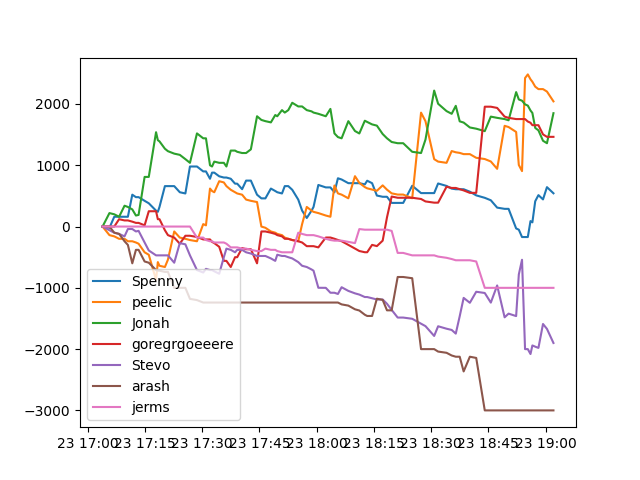 2000
1000
0
−1000
−2000
−3000
Spenny
peelic
Jonah
goregrgoeeere
Stevo
arash
jerms
23 17:00 23 17:15 23 17:30 23 17:45 23 18:00 23 18:15 23 18:30 23 18:45 23 19:00